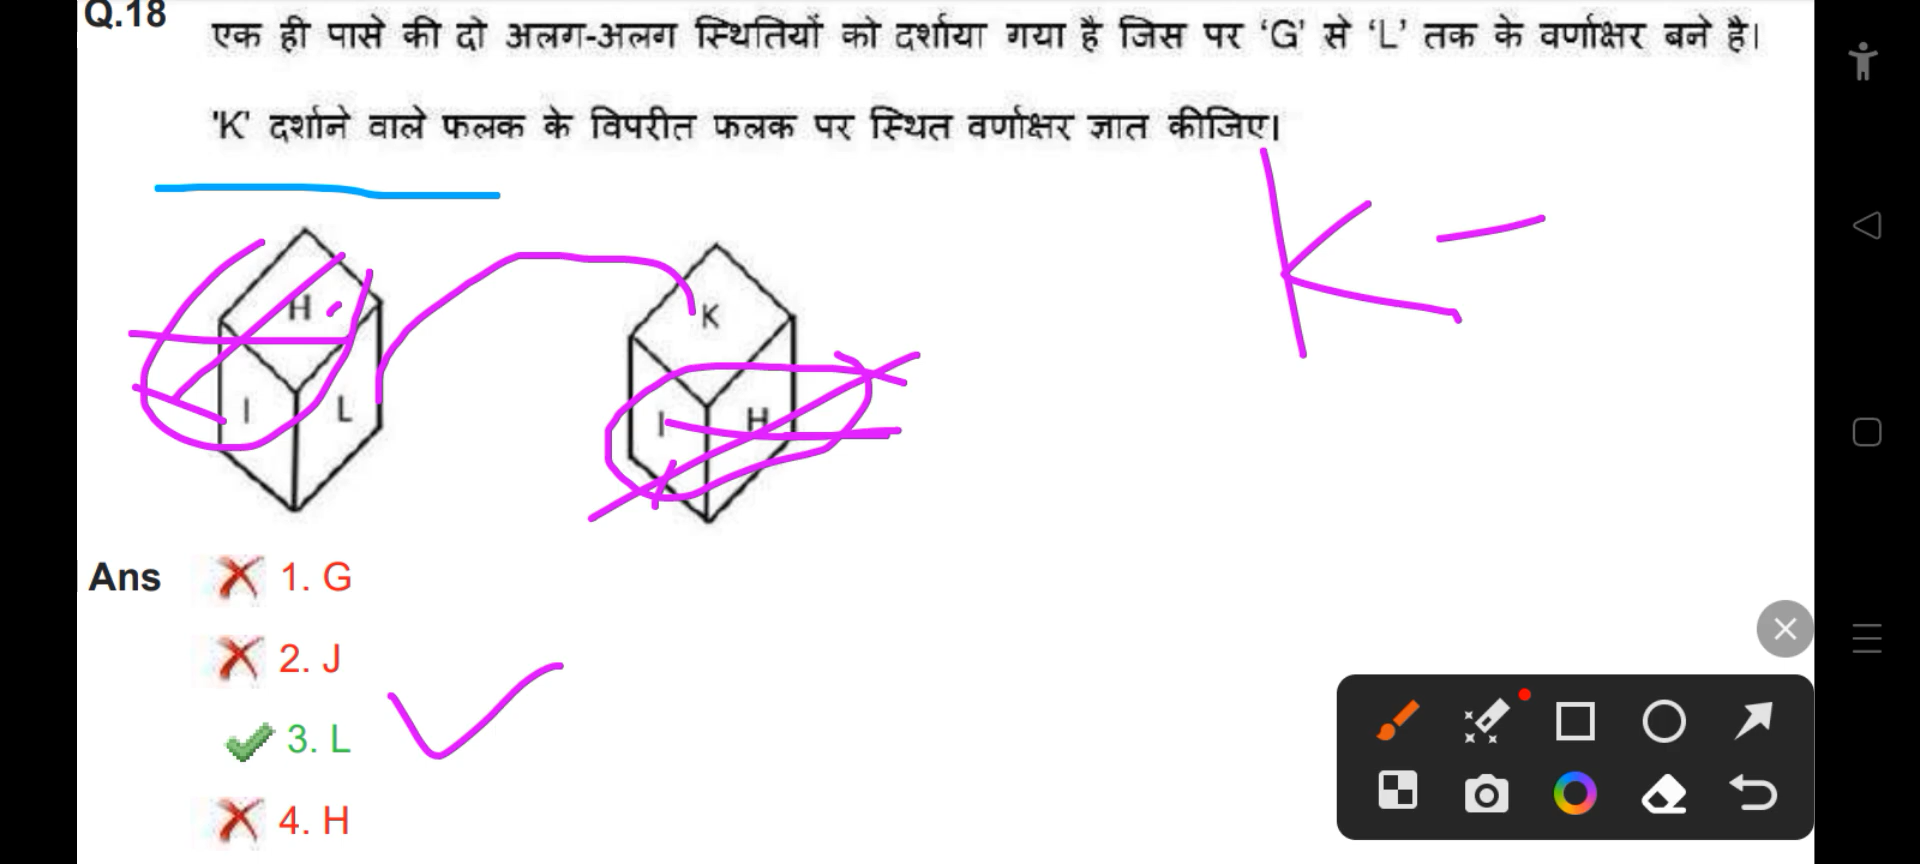 Q.18
एक ही पासे की दो अलग-अलग स्थितियों को दर्शाया गया है जिस पर ‘G’ से ‘L’ तक के वर्णाक्षर बने है।
'K' दर्शाने वाले फलक के विपरीत फलक पर स्थित वर्णाक्षर ज्ञात कीजिए।
K –
H
I L
K
I H
Ans 1. G
2. J
3. L
4. H